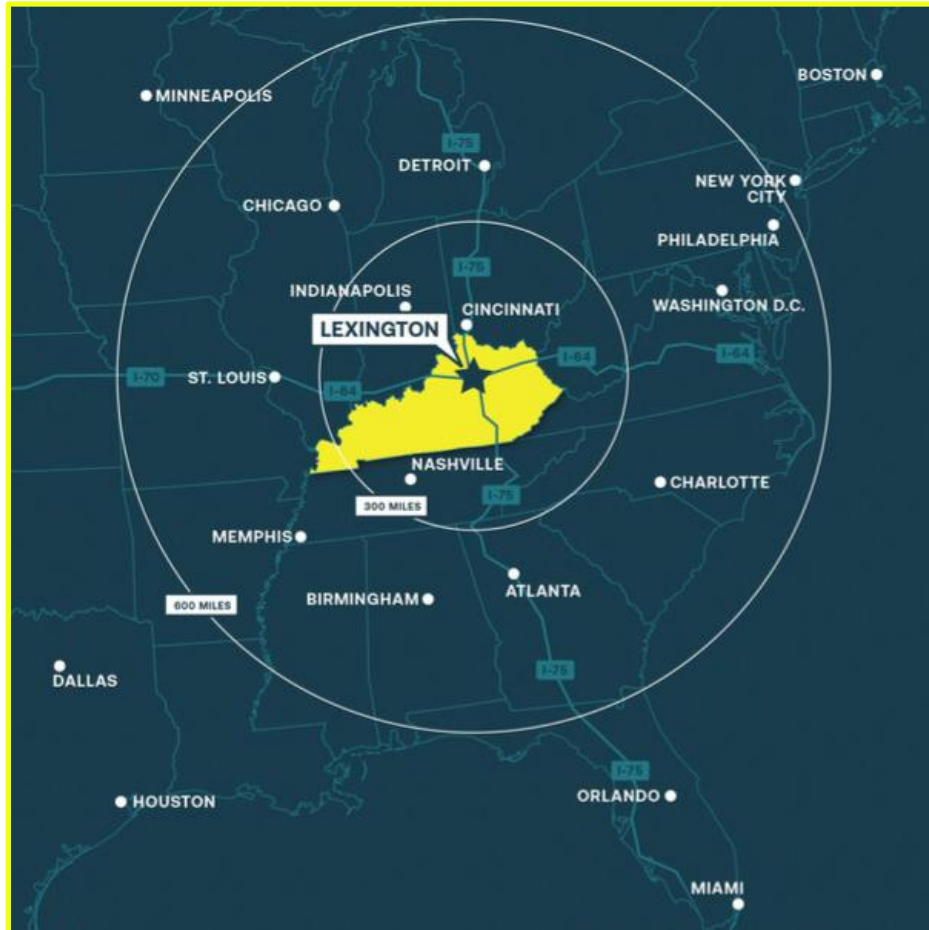 BOSTON
MINNEAPOLIS
I-75
DETROIT
NEW YORK
CITY
CHICAGO
PHILADELPHIA
I-75
INDIANAPOLIS
WASHINGTON D.C.
CINCINNATI
LEXINGTON
I-64
I-64
I-70
ST. LOUIS
I-64
NASHVILLE
CHARLOTTE
I-75
300 MILES
MEMPHIS
ATLANTA
BIRMINGHAM
600 MILES
I-75
DALLAS
I-75
ORLANDO
HOUSTON
MIAMI